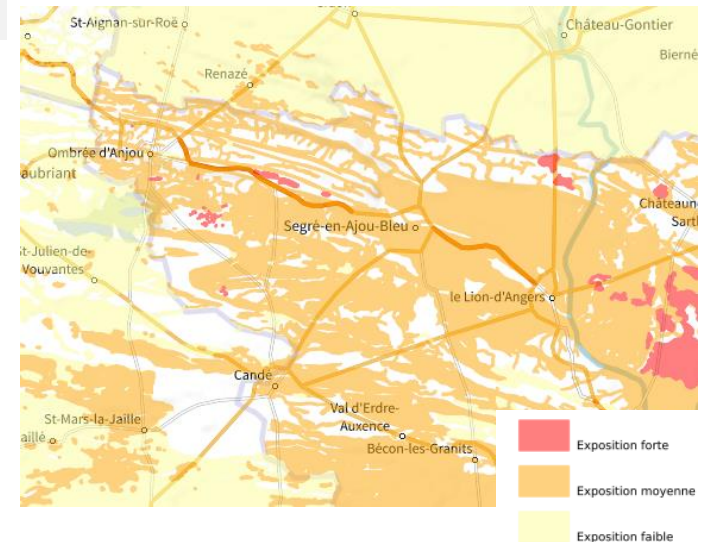 St-Aignan-sur-Roë
Château-Gontier
Bierné
Renazé
Ombrée d'Anjou
aubriant
Châteaun
Sart
Segré-en-Ajou-Bleu
St-Julien-de-
Vouvantes
le Lion-d'Angers
Candé
Val d'Erdre-
Auxence
St-Mars-la-Jaille
aillé
Bécon-les-Granits
Exposition forte
Exposition moyenne
Exposition faible